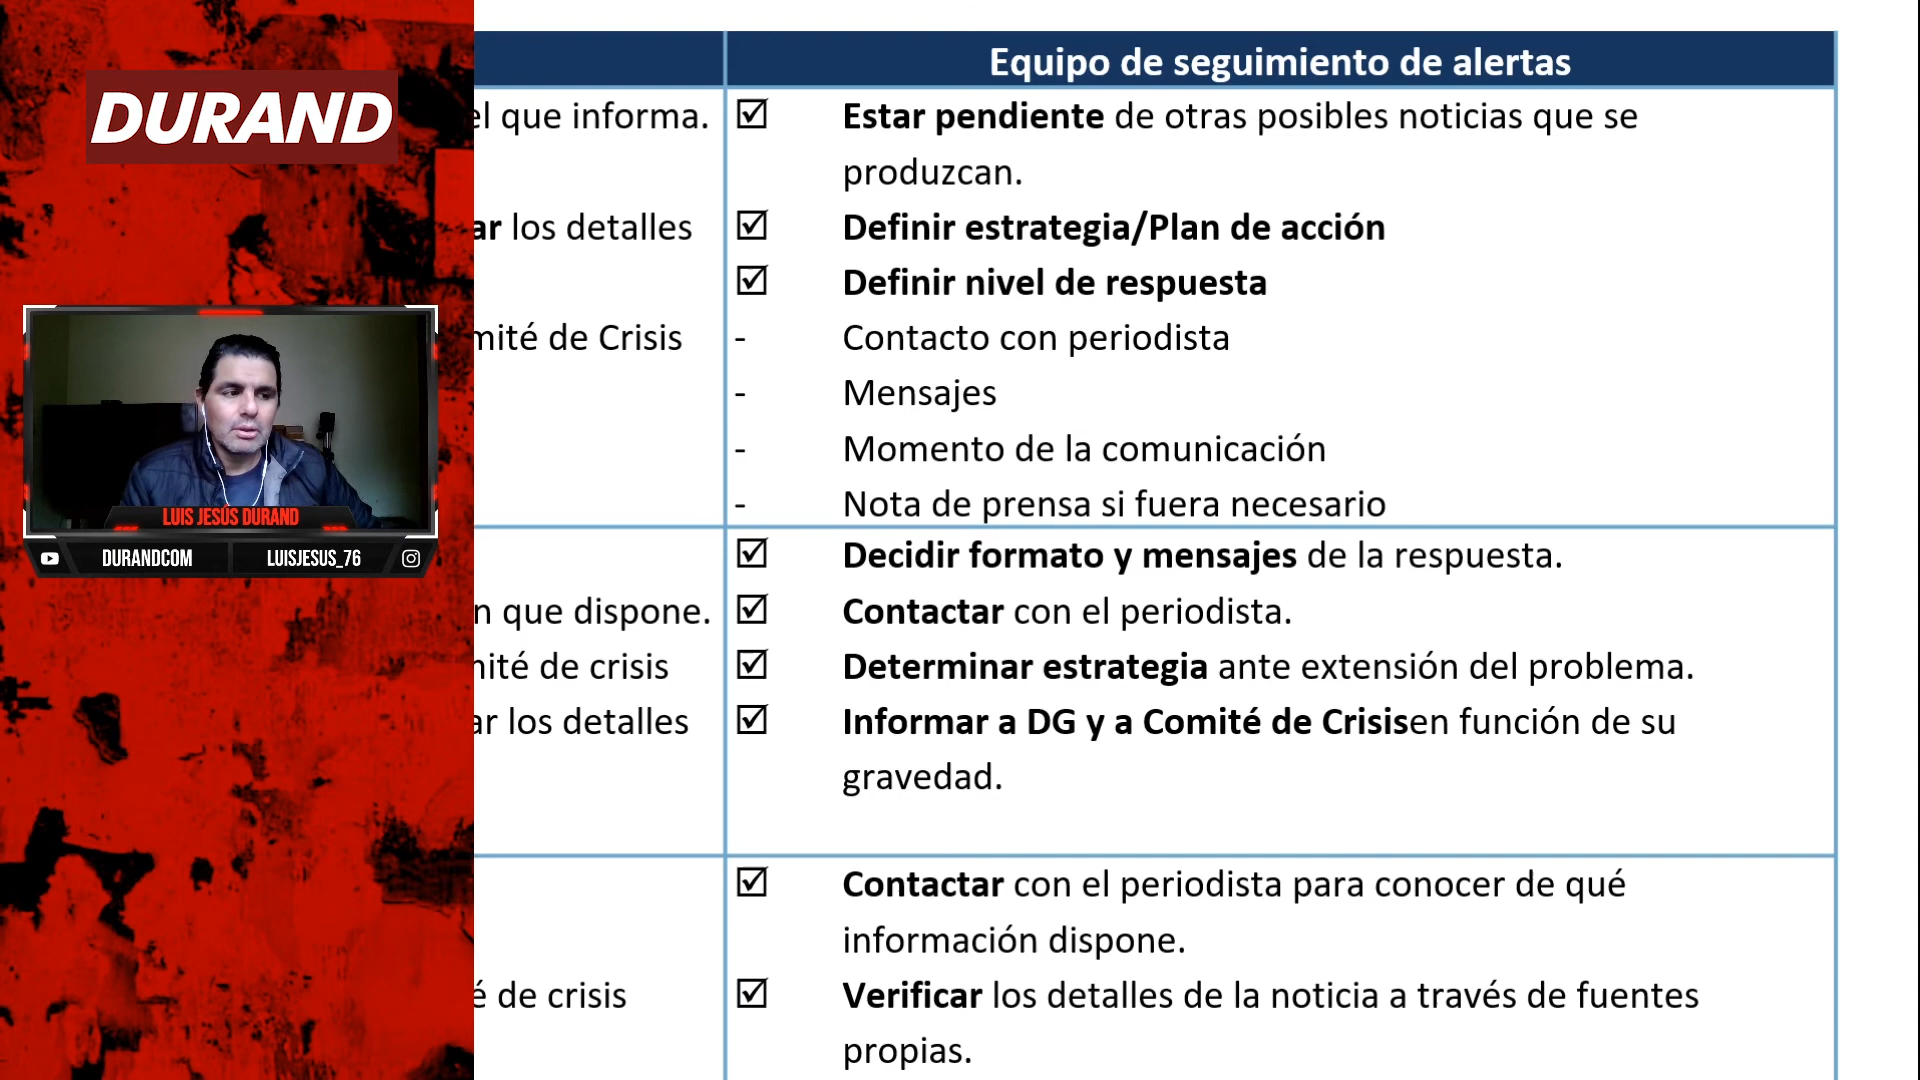 DURAND
LUIS JESÚS DURAND
DURANDCOM
LUISJESUS_76
el que informa.
ar los detalles
mité de Crisis
n que dispone.
ité de crisis
ar los detalles
é de crisis
Equipo de seguimiento de alertas
☑ Estar pendiente de otras posibles noticias que se
produzcan.
☑ Definir estrategia/Plan de acción
☑ Definir nivel de respuesta
- Contacto con periodista
- Mensajes
- Momento de la comunicación
- Nota de prensa si fuera necesario
☑ Decidir formato y mensajes de la respuesta.
☑ Contactar con el periodista.
☑ Determinar estrategia ante extensión del problema.
☑ Informar a DG y a Comité de Crisisen función de su
gravedad.
☑ Contactar con el periodista para conocer de qué
información dispone.
☑ Verificar los detalles de la noticia a través de fuentes
propias.